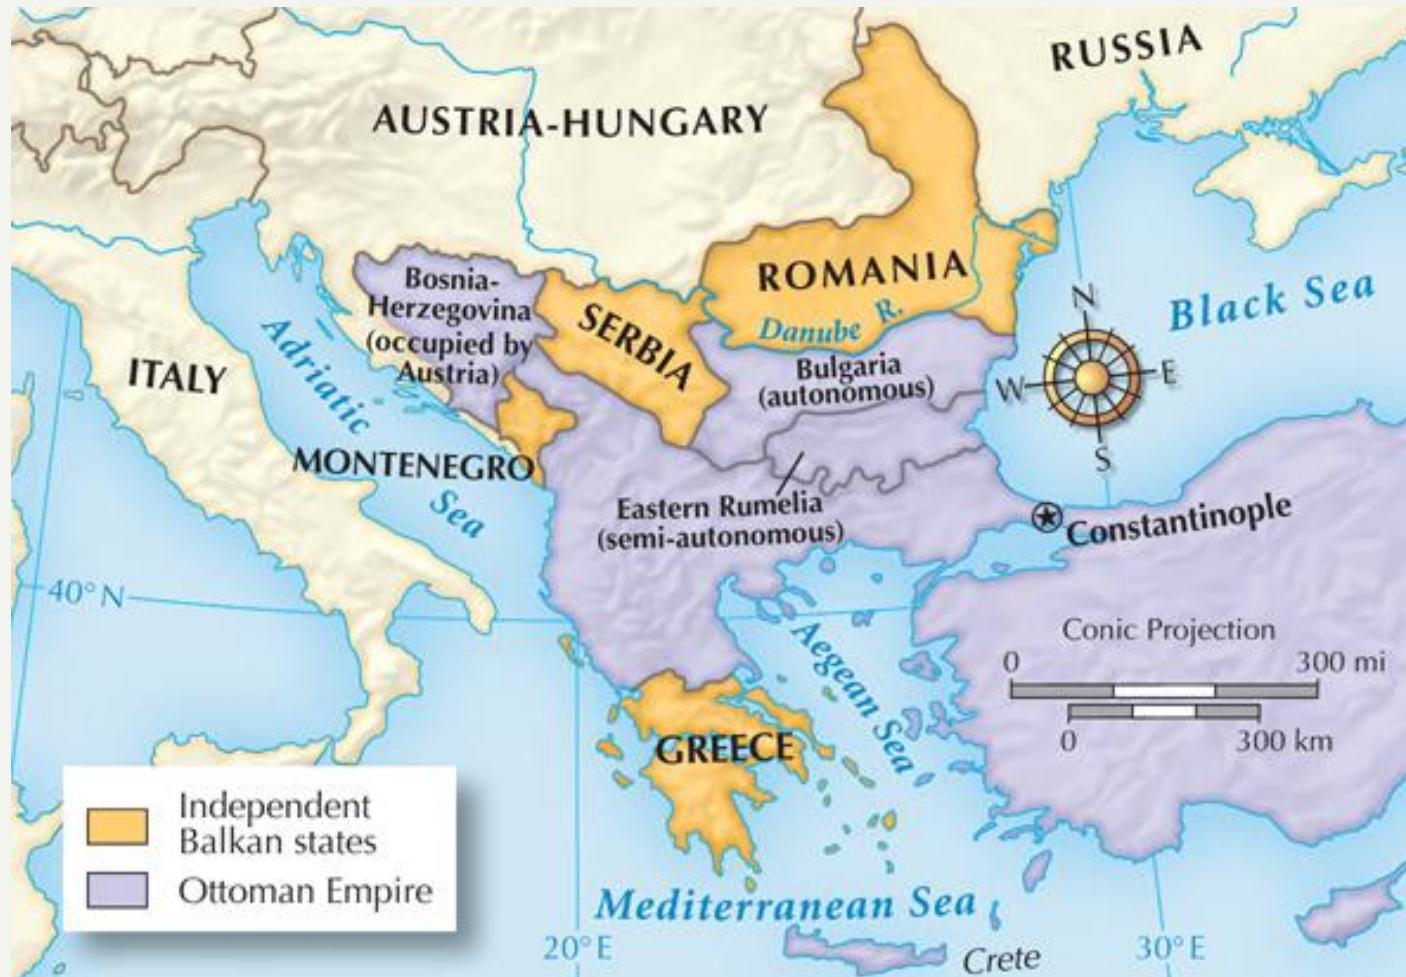 RUSSIA
AUSTRIA-HUNGARY
ROMANIA
Bosnia-
Herzegovina
(occupied by
Austria)
SERBIA
Danube R.
Black Sea
N
W
E
S
ITALY
Adriatic
Sea
Bulgaria
(autonomous)
MONTENEGRO
Eastern Rumelia
(semi-autonomous)
Constantinople
40° N
Aegean Sea
Conic Projection
0 300 mi
0 300 km
GREECE
Independent
Balkan states
Ottoman Empire
Mediterranean Sea
20° E
Crete
30° E